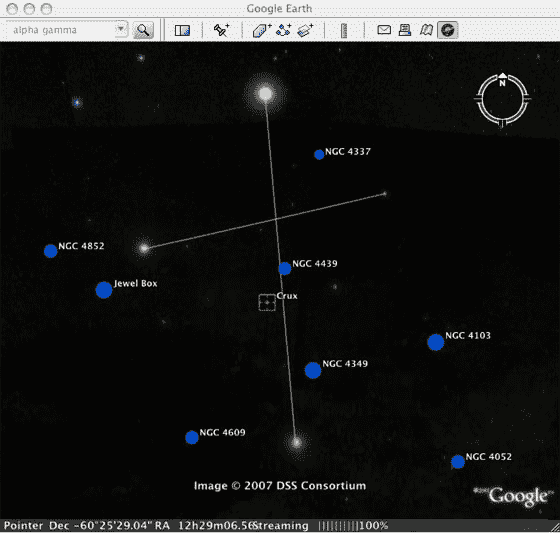 Google Earth
alpha gamma
N
NGC 4337
NGC 4852
NGC 4439
Jewel Box
Crux
NGC 4103
NGC 4349
NGC 4609
NGC 4052
Image © 2007 DSS Consortium
Google
Pointer Dec -60°25'29.04" RA 12h29m06.56s Streaming |||||||||| 100%